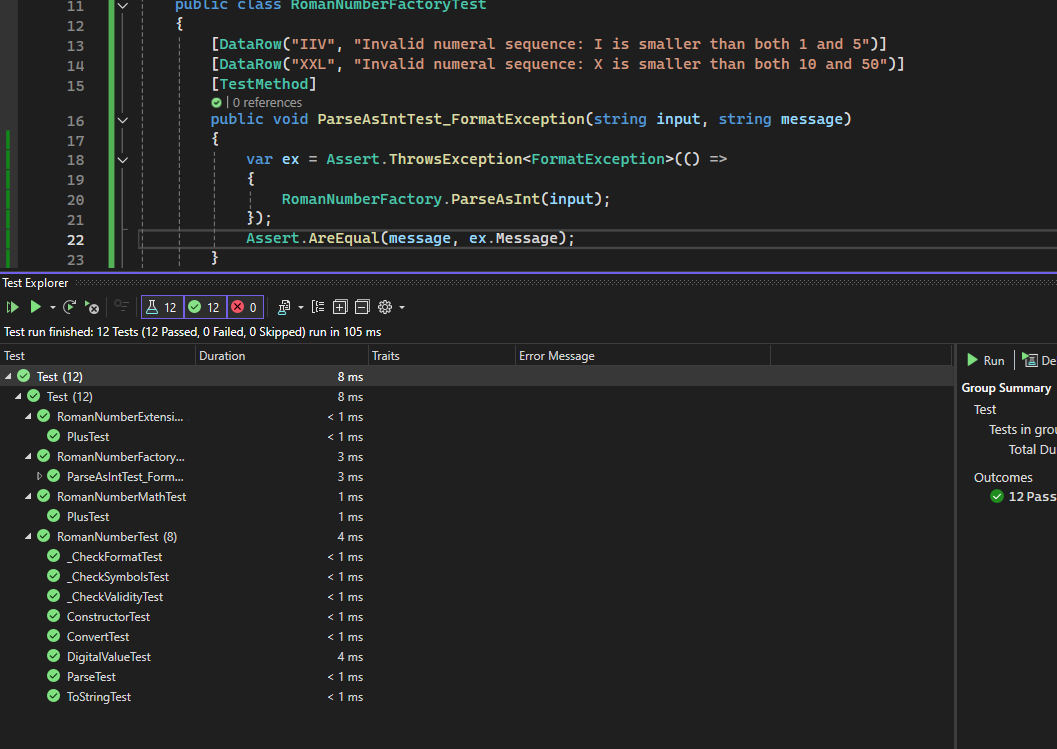 11 public class RomanNumberFactoryTest
12 {
13 [DataRow("IIV", "Invalid numeral sequence: I is smaller than both 1 and 5")]
14 [DataRow("XXL", "Invalid numeral sequence: X is smaller than both 10 and 50")]
15 [TestMethod]
| 0 references
16 public void ParseAsIntTest_FormatException(string input, string message)
17 {
18 var ex = Assert.ThrowsException<FormatException>(() =>
19 {
20 RomanNumberFactory.ParseAsInt(input);
21 });
22 Assert.AreEqual(message, ex.Message);
23 }
Test Explorer
12 12 0
Test run finished: 12 Tests (12 Passed, 0 Failed, 0 Skipped) run in 105 ms
Test Duration Traits Error Message
Test (12) 8 ms
Test (12) 8 ms
RomanNumberExtensi... < 1 ms
PlusTest < 1 ms
RomanNumberFactory... 3 ms
ParseAsIntTest_Form... 3 ms
RomanNumberMathTest 1 ms
PlusTest 1 ms
RomanNumberTest (8) 4 ms
_CheckFormatTest < 1 ms
_CheckSymbolsTest < 1 ms
_CheckValidityTest < 1 ms
ConstructorTest < 1 ms
ConvertTest < 1 ms
DigitalValueTest 4 ms
ParseTest < 1 ms
ToStringTest < 1 ms
Run De
Group Summary
Test
Tests in grou
Total Du
Outcomes
12 Pass